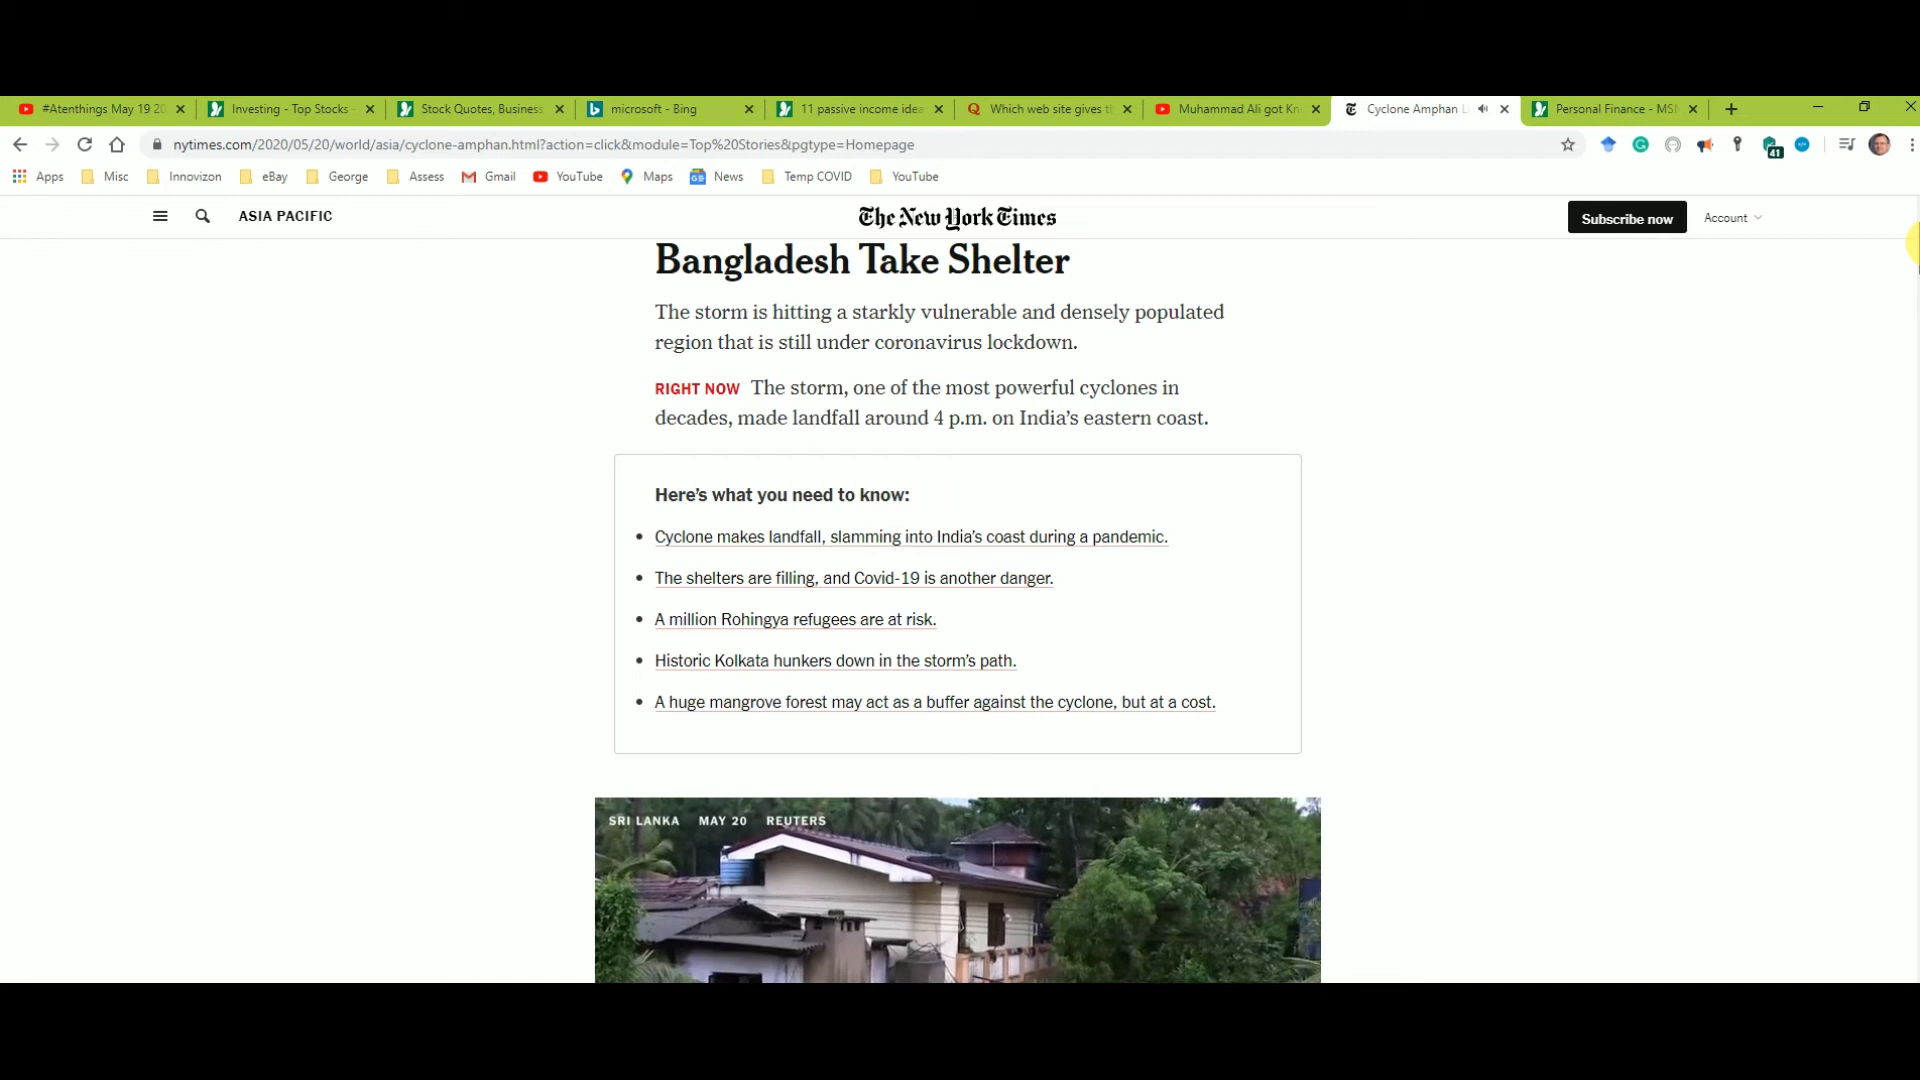 #Atenthings May 19 20
Investing - Top Stocks -
Stock Quotes, Business
microsoft - Bing
11 passive income idea
Which web site gives t
Muhammad Ali got Kn
Cyclone Amphan L
Personal Finance - MS
nytimes.com/2020/05/20/world/asia/cyclone-amphan.html?action=click&module=Top%20Stories&pgtype=Homepage
41
Apps Misc Innovizon eBay George Assess Gmail YouTube Maps News Temp COVID YouTube
ASIA PACIFIC
The New York Times
Subscribe now
Account
Bangladesh Take Shelter
The storm is hitting a starkly vulnerable and densely populated
region that is still under coronavirus lockdown.
RIGHT NOW The storm, one of the most powerful cyclones in
decades, made landfall around 4 p.m. on India’s eastern coast.
Here’s what you need to know:
• Cyclone makes landfall, slamming into India’s coast during a pandemic.
• The shelters are filling, and Covid-19 is another danger.
• A million Rohingya refugees are at risk.
• Historic Kolkata hunkers down in the storm’s path.
• A huge mangrove forest may act as a buffer against the cyclone, but at a cost.
SRI LANKA MAY 20 REUTERS